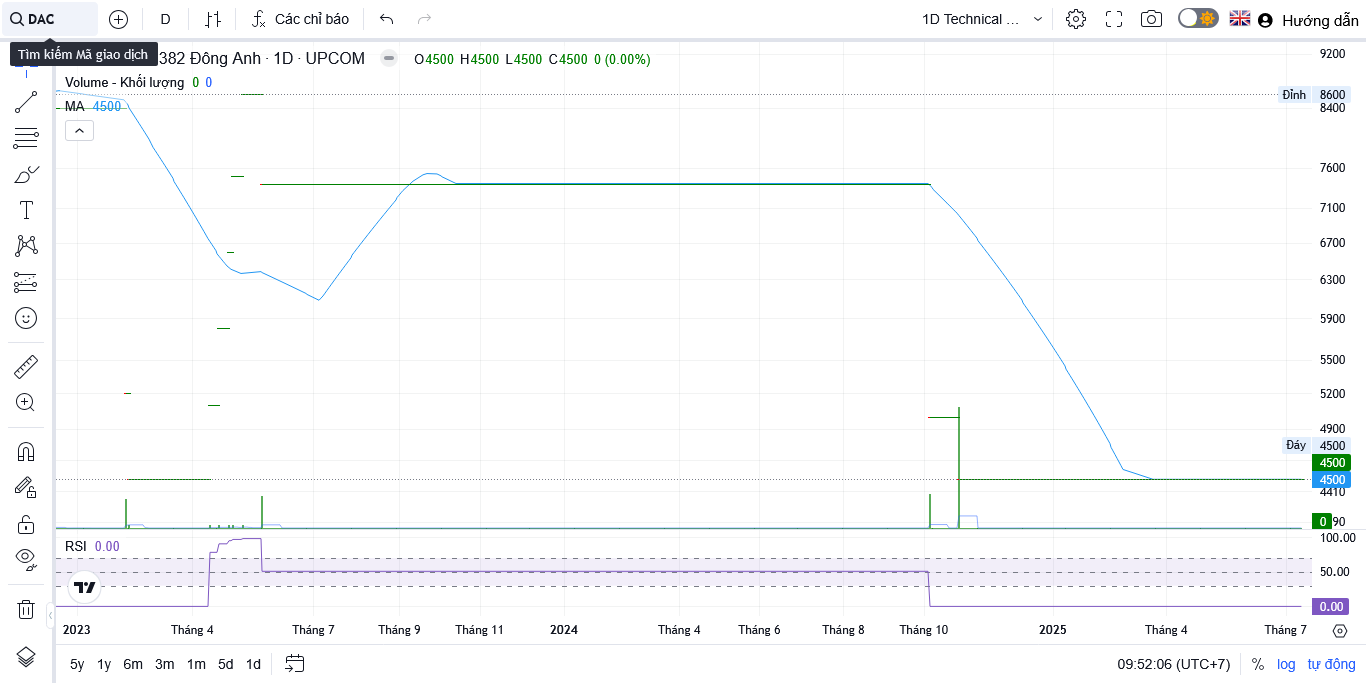 DAC
D
Các chỉ báo
1D Technical ...
Hướng dẫn
Tìm kiếm Mã giao dịch
382 Đông Anh · 1D · UPCOM
O4500 H4500 L4500 C4500 0 (0.00%)
Volume - Khối lượng 0 0
MA 4500
9200
Đỉnh 8600
8400
7600
7100
6700
6300
5900
5500
5200
4900
Đáy 4500
4500
4500
4410
0
90
RSI 0.00
100.00
50.00
0.00
2023 Tháng 4 Tháng 7 Tháng 9 Tháng 11 2024 Tháng 4 Tháng 6 Tháng 8 Tháng 10 2025 Tháng 4 Tháng 7
5y 1y 6m 3m 1m 5d 1d
09:52:06 (UTC+7) % log tự động